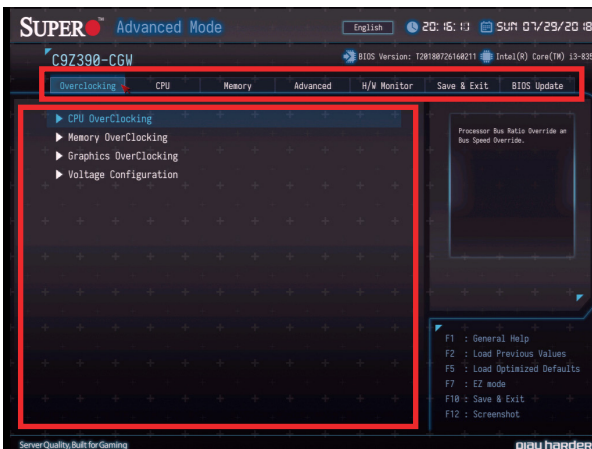 SUPER Advanced Mode English 20:16:10 SUN 07/29/2018
C9Z390-CGW BIOS Version: T20180726160211 Intel(R) Core(TM) i3-835
Overclocking CPU Memory Advanced H/W Monitor Save & Exit BIOS Update
CPU OverClocking
Memory OverClocking
Graphics OverClocking
Voltage Configuration
Processor Bus Ratio Override an
Bus Speed Override.
F1 : General Help
F2 : Load Previous Values
F5 : Load Optimized Defaults
F7 : EZ mode
F10 : Save & Exit
F12 : Screenshot
Server Quality, Built for Gaming play harder